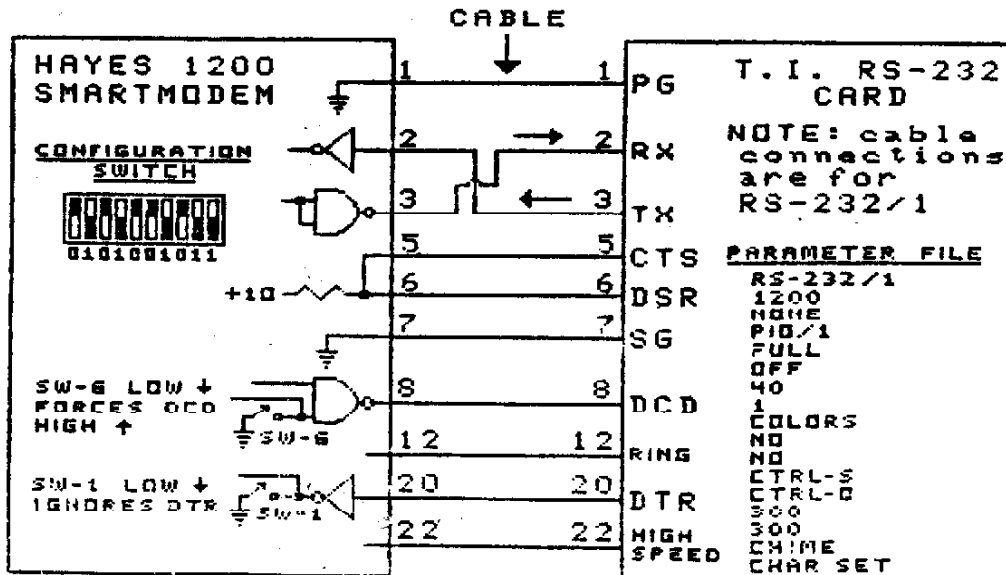 CABLE
HAYES 1200
SMARTMODEM
CONFIGURATION
SWITCH
0101001011
+10
SW-6 LOW ↓
FORCES DCD
HIGH ↑
SW-6
SW-1 LOW ↓
IGNORES DTR
SW-1
1 1 PG
2 2 RX
3 3 TX
5 5 CTS
6 6 DSR
7 7 SG
8 8 DCD
12 12 RING
20 20 DTR
22 22 HIGH
SPEED
T.I. RS-232
CARD
NOTE: cable
connections
are for
RS-232/1
PARAMETER FILE
RS-232/1
1200
NONE
PIO/1
FULL
OFF
40
1
COLORS
NO
NO
CTRL-S
300
300
CHIME
CHAR SET